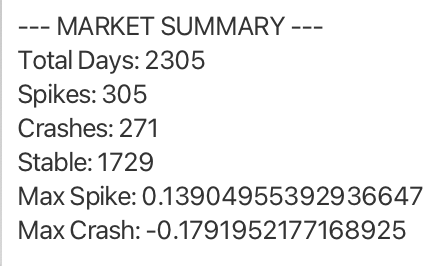 --- MARKET SUMMARY ---
Total Days: 2305
Spikes: 305
Crashes: 271
Stable: 1729
Max Spike: 0.13904955392936647
Max Crash: -0.1791952177168925